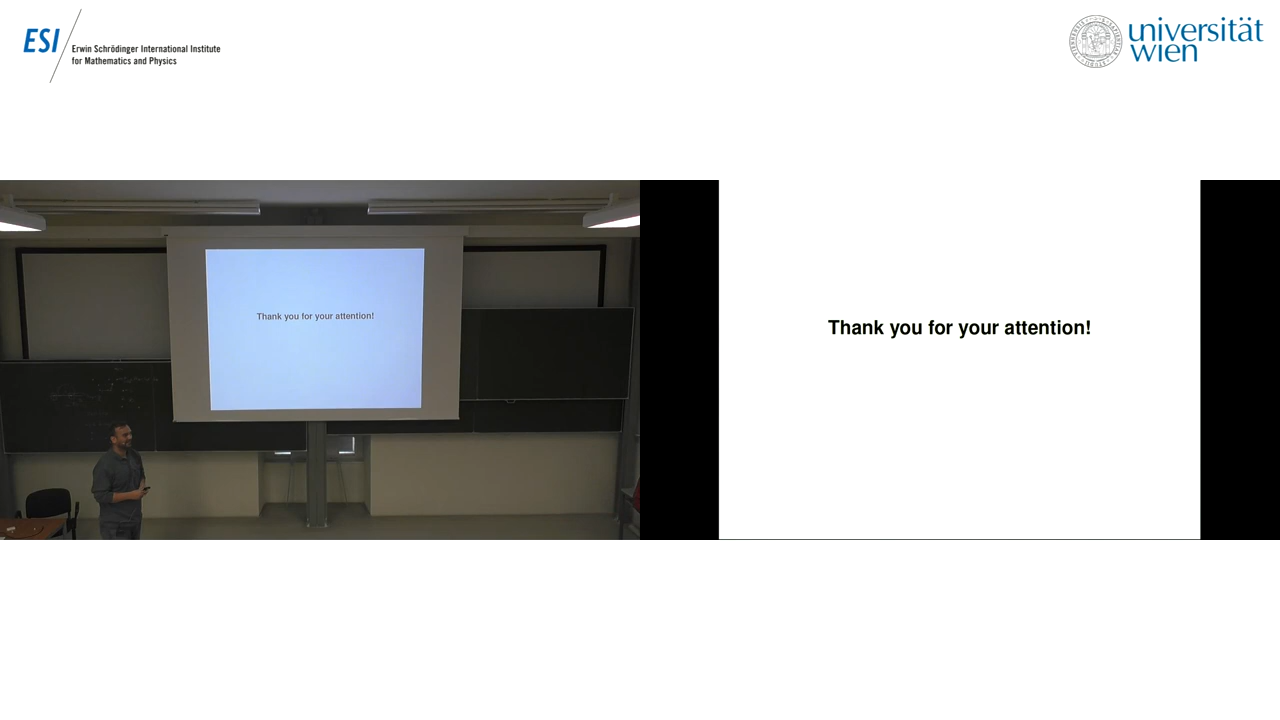 ESI
Erwin Schrödinger International Institute
for Mathematics and Physics
universität
wien
Thank you for your attention!
Thank you for your attention!